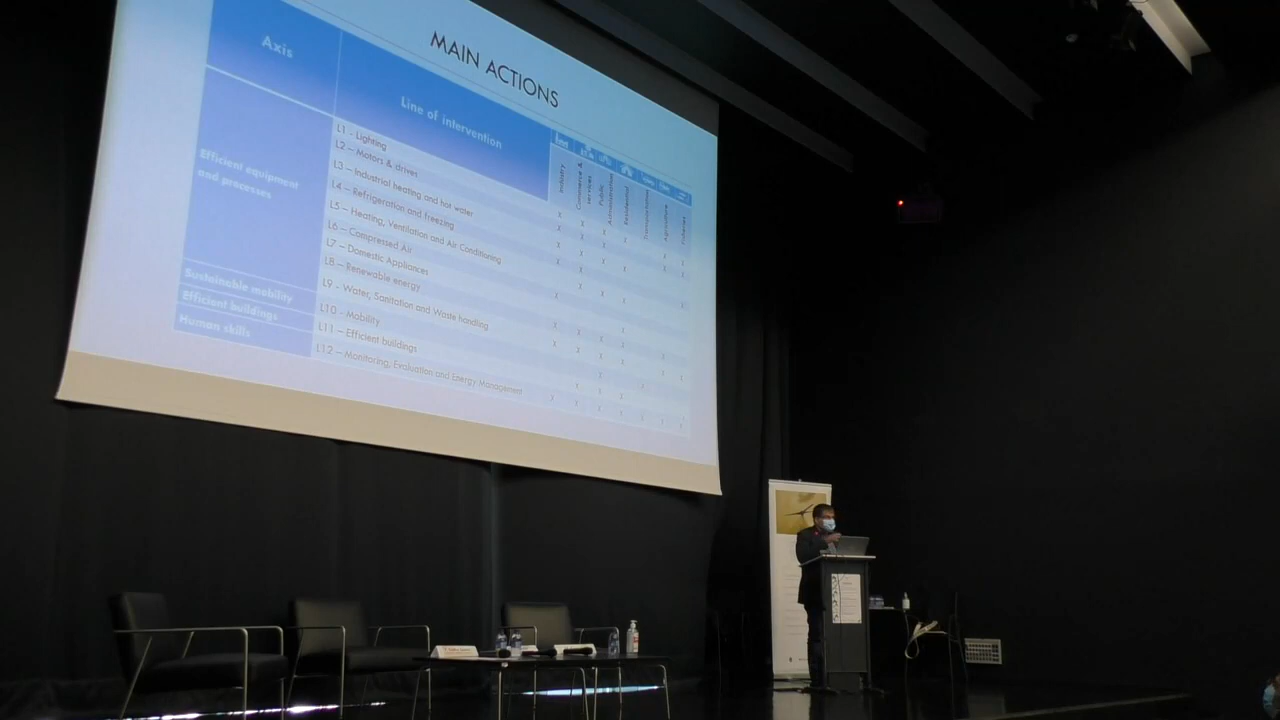 MAIN ACTIONS
Axis
Line of intervention
Industry
Commerce &
services
Public
Administration
Residential
Transportation
Agriculture
Fisheries
Efficient equipment
and processes
L1 - Lighting
L2 – Motors & drives
L3 – Industrial heating and hot water
L4 – Refrigeration and freezing
L5 – Heating, Ventilation and Air Conditioning
L6 – Compressed Air
L7 – Domestic Appliances
L8 – Renewable energy
L9 - Water, Sanitation and Waste handling
Sustainable mobility
L10 - Mobility
Efficient buildings
L11 – Efficient buildings
Human skills
L12 – Monitoring, Evaluation and Energy Management